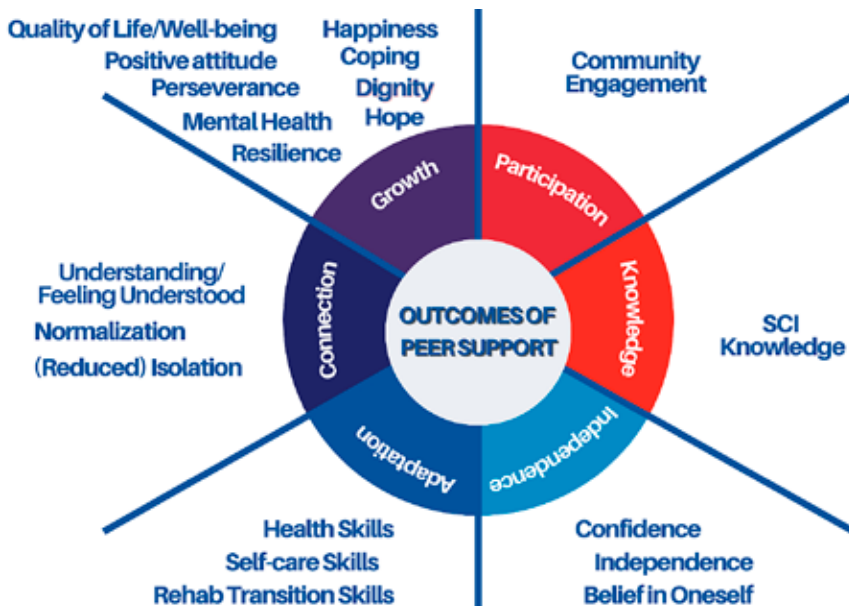 Quality of Life/Well-being
Positive attitude
Perseverance
Mental Health
Resilience
Happiness
Coping
Dignity
Hope
Community
Engagement
Growth
Participation
Connection
Knowledge
Adaptation
Independence
OUTCOMES OF
PEER SUPPORT
Understanding/
Feeling Understood
Normalization
(Reduced) Isolation
SCI
Knowledge
Health Skills
Self-care Skills
Rehab Transition Skills
Confidence
Independence
Belief in Oneself